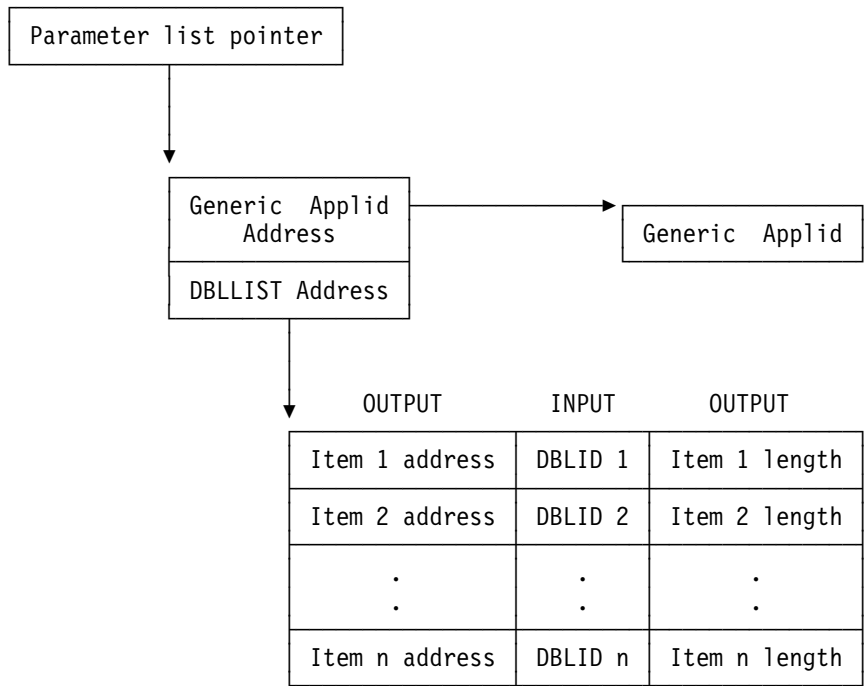 Parameter list pointer
Generic Applid
Address
Generic Applid
DBLLIST Address
OUTPUT INPUT OUTPUT
Item 1 address DBLID 1 Item 1 length
Item 2 address DBLID 2 Item 2 length
. . .
. . .
Item n address DBLID n Item n length